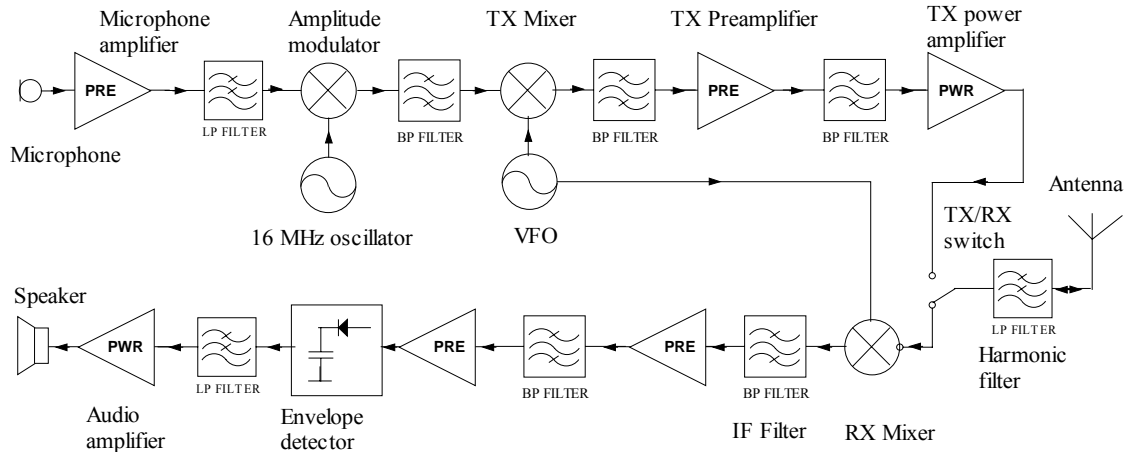 Microphone
amplifier
Amplitude
modulator
TX Mixer
TX Preamplifier
TX power
amplifier
PRE
PRE
PWR
LP FILTER
BP FILTER
BP FILTER
BP FILTER
Microphone
16 MHz oscillator
VFO
TX/RX
switch
Antenna
LP FILTER
Harmonic
filter
Speaker
PWR
LP FILTER
PRE
BP FILTER
PRE
BP FILTER
Audio
amplifier
Envelope
detector
IF Filter
RX Mixer